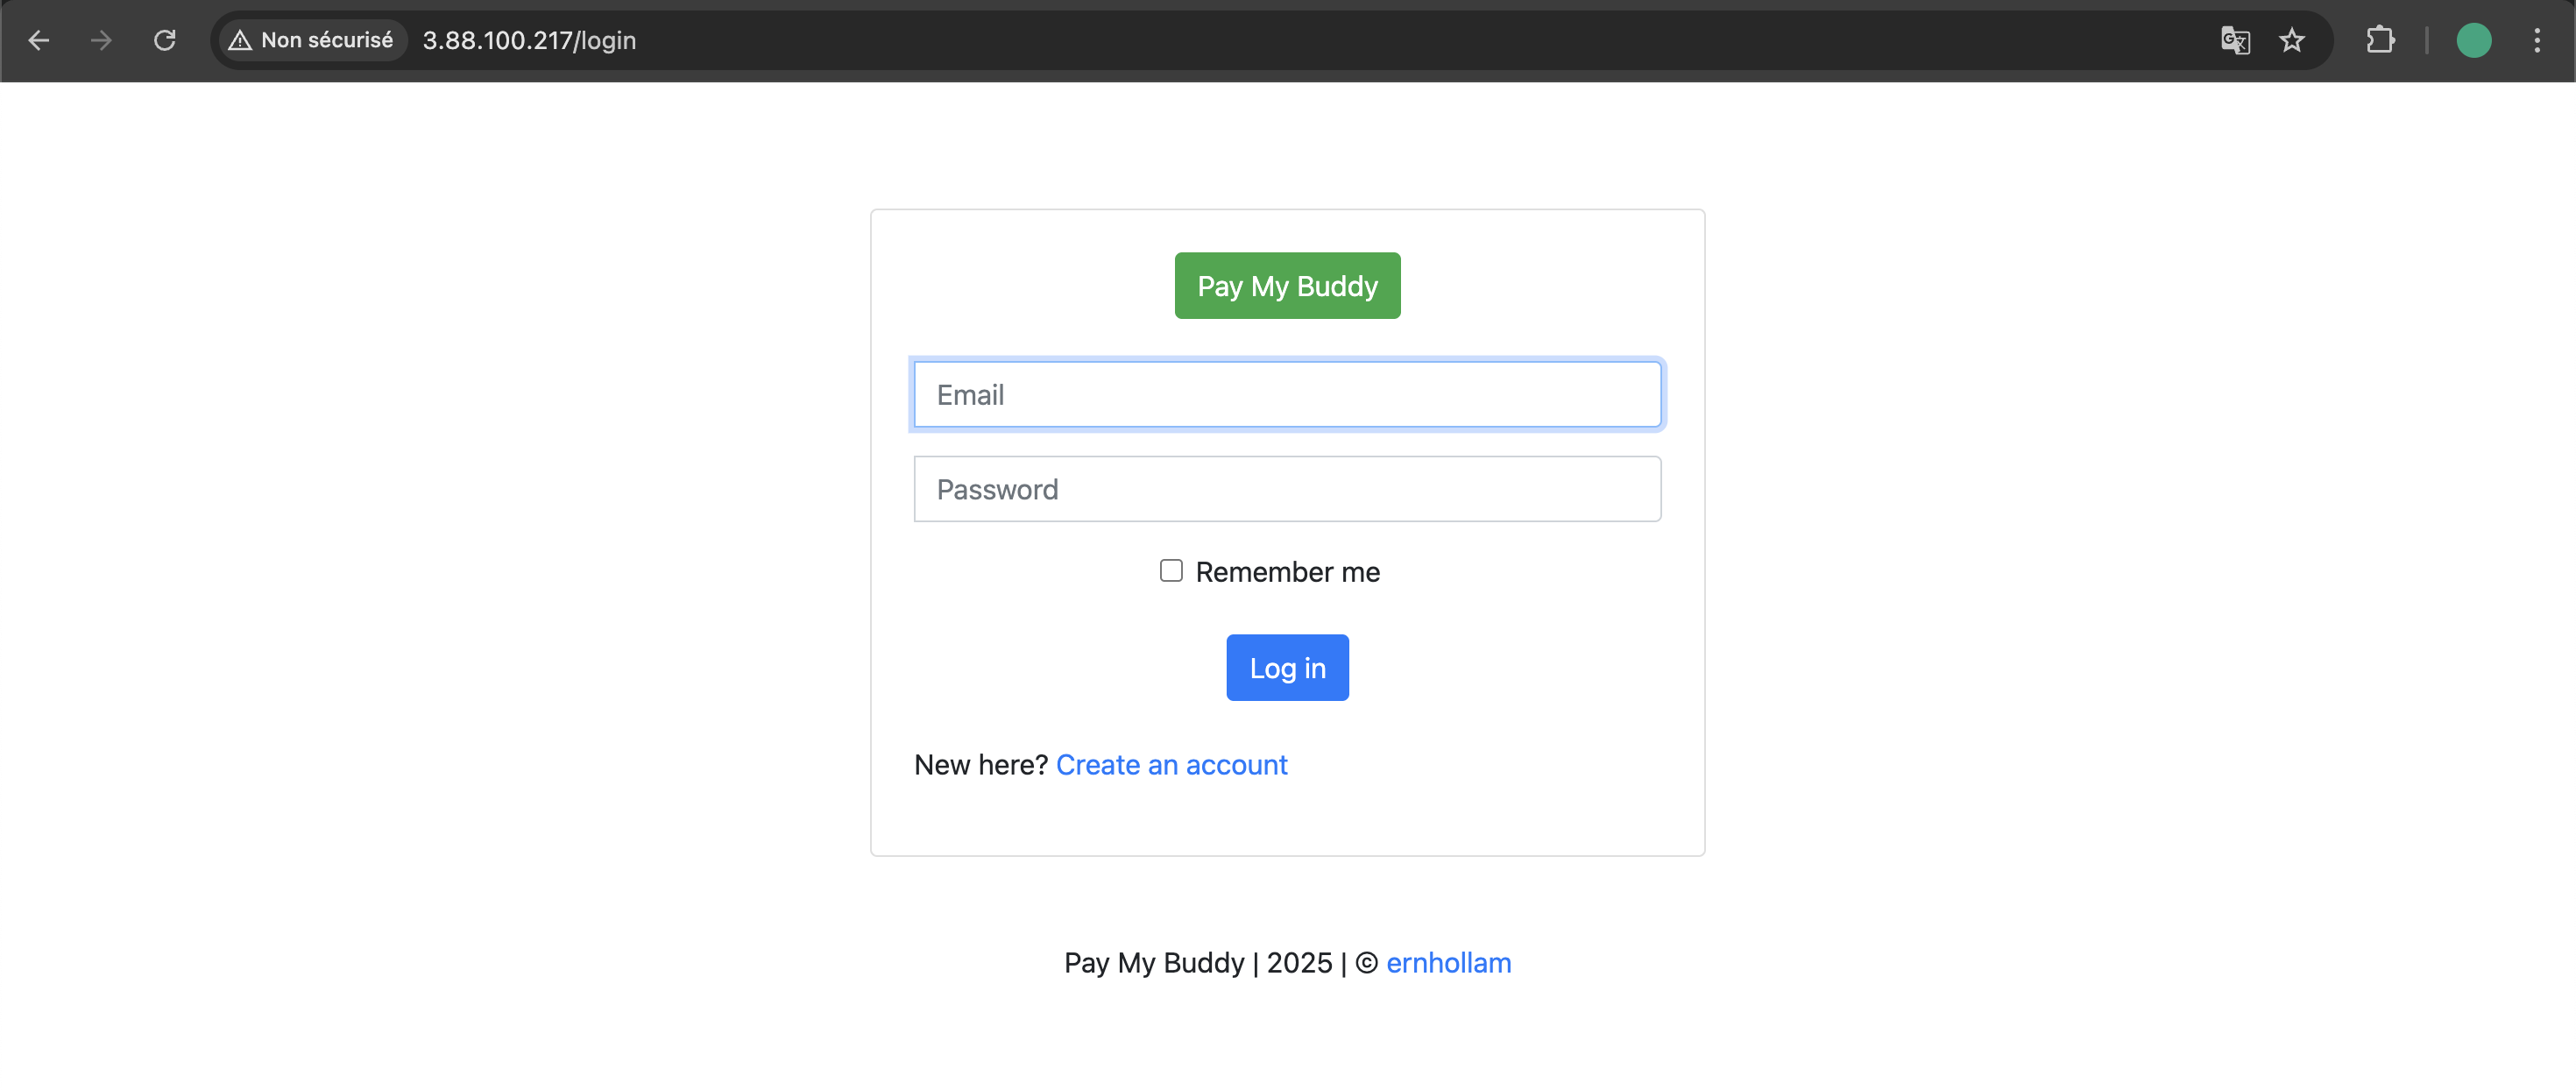 Non sécurisé 3.88.100.217/login
Pay My Buddy
Email
Password
Remember me
Log in
New here? Create an account
Pay My Buddy | 2025 | © ernhollam